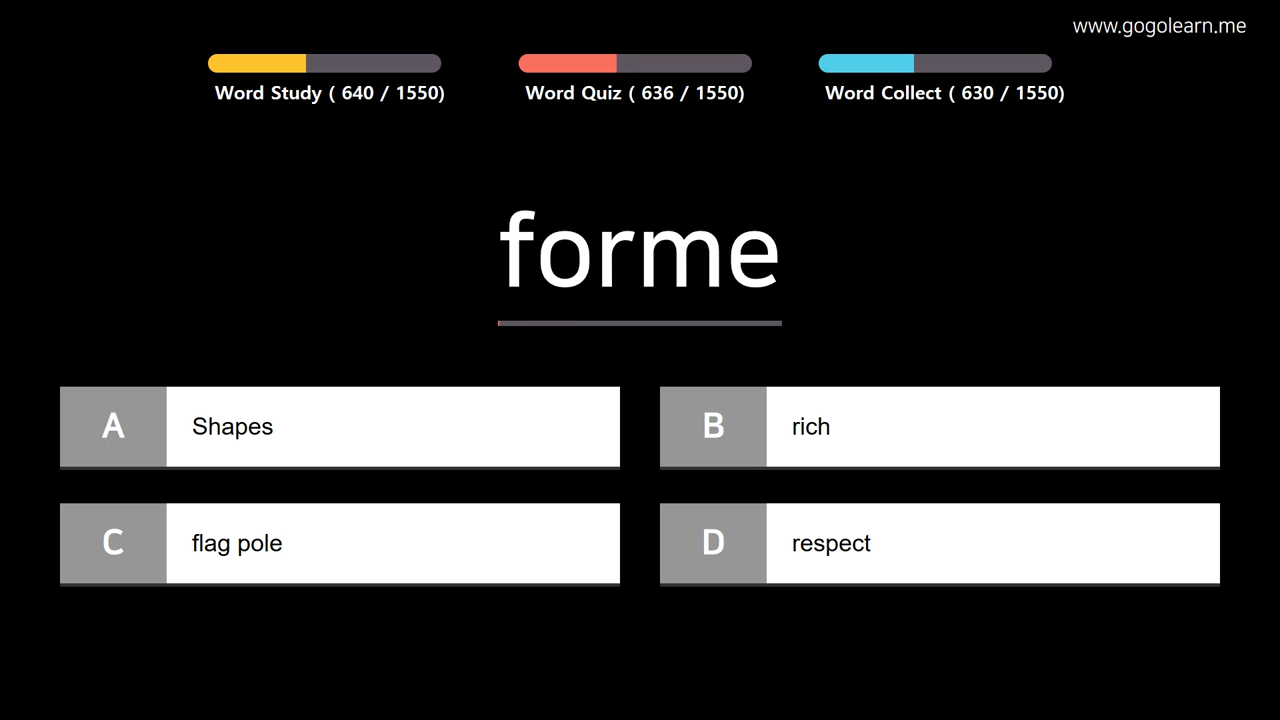 www.gogolearn.me
Word Study ( 640 / 1550)
Word Quiz ( 636 / 1550)
Word Collect ( 630 / 1550)
forme
A Shapes
B rich
C flag pole
D respect